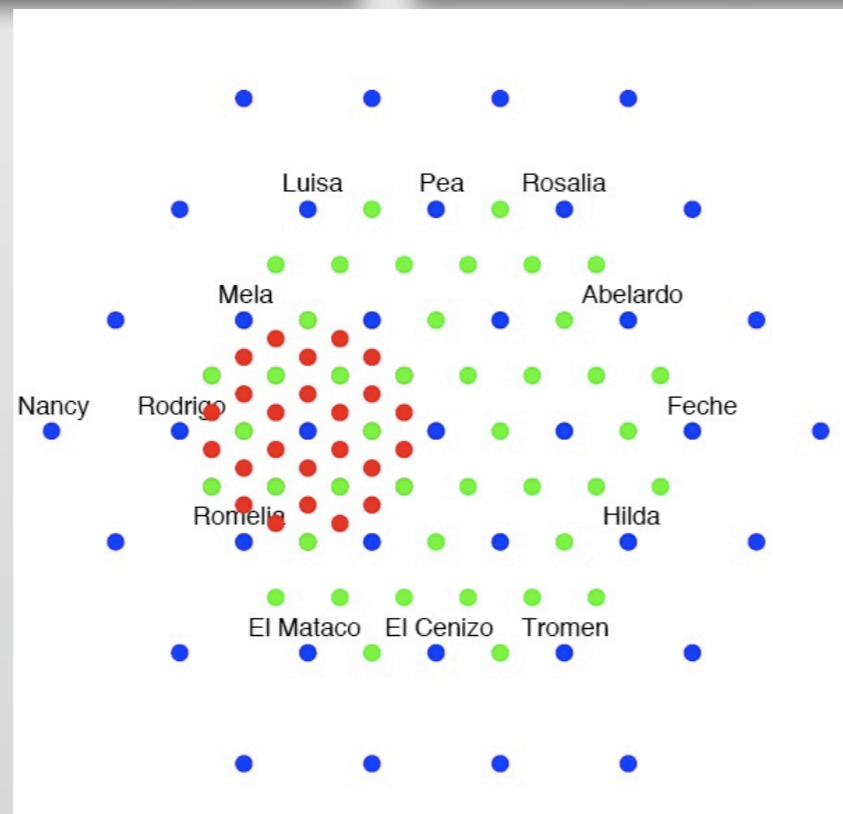 Luisa Pea Rosalia
Mela Abelardo
Nancy Rodrigo Feche
Romelia Hilda
El Mataco El Cenizo Tromen